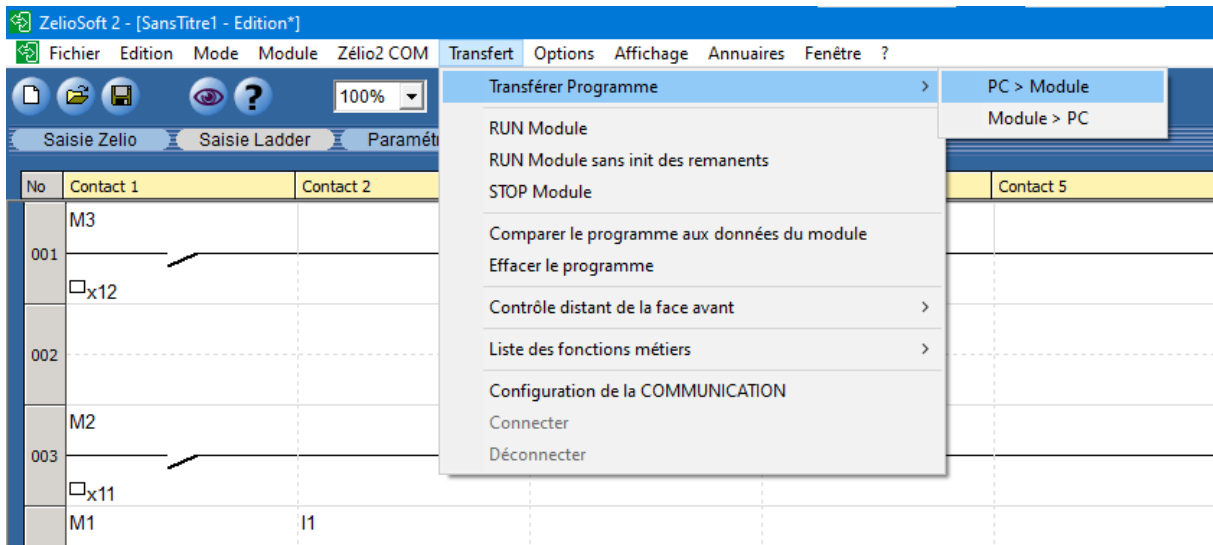 ZelioSoft 2 - [SansTitre1 - Edition*]
Fichier Edition Mode Module Zélio2 COM Transfert Options Affichage Annuaires Fenêtre ?
100%
Transférer Programme
PC > Module
Module > PC
RUN Module
RUN Module sans init des remanents
STOP Module
Comparer le programme aux données du module
Effacer le programme
Contrôle distant de la face avant
Liste des fonctions métiers
Configuration de la COMMUNICATION
Connecter
Déconnecter
Saisie Zelio Saisie Ladder Paramét
No Contact 1 Contact 2 Contact 5
M3
001
x12
002
M2
003
x11
M1 I1